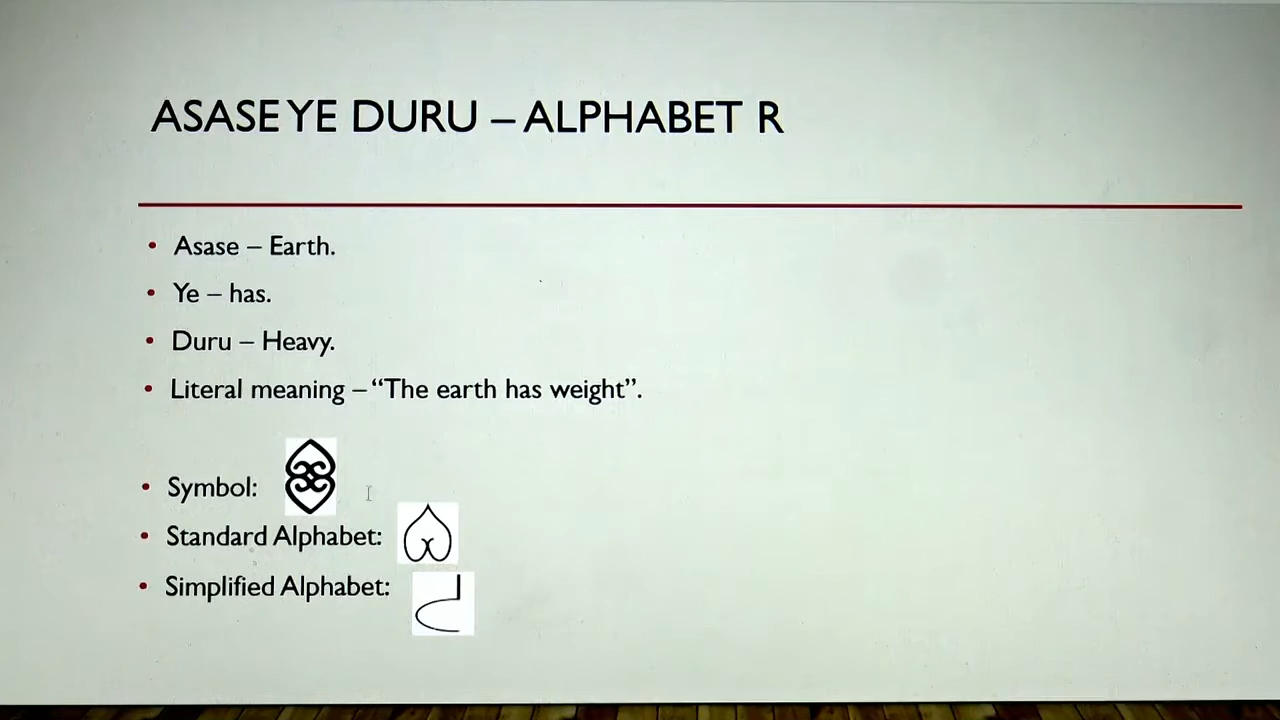 ASASE YE DURU – ALPHABET R
• Asase – Earth.
• Ye – has.
• Duru – Heavy.
• Literal meaning – “The earth has weight”.
• Symbol:
• Standard Alphabet:
• Simplified Alphabet: